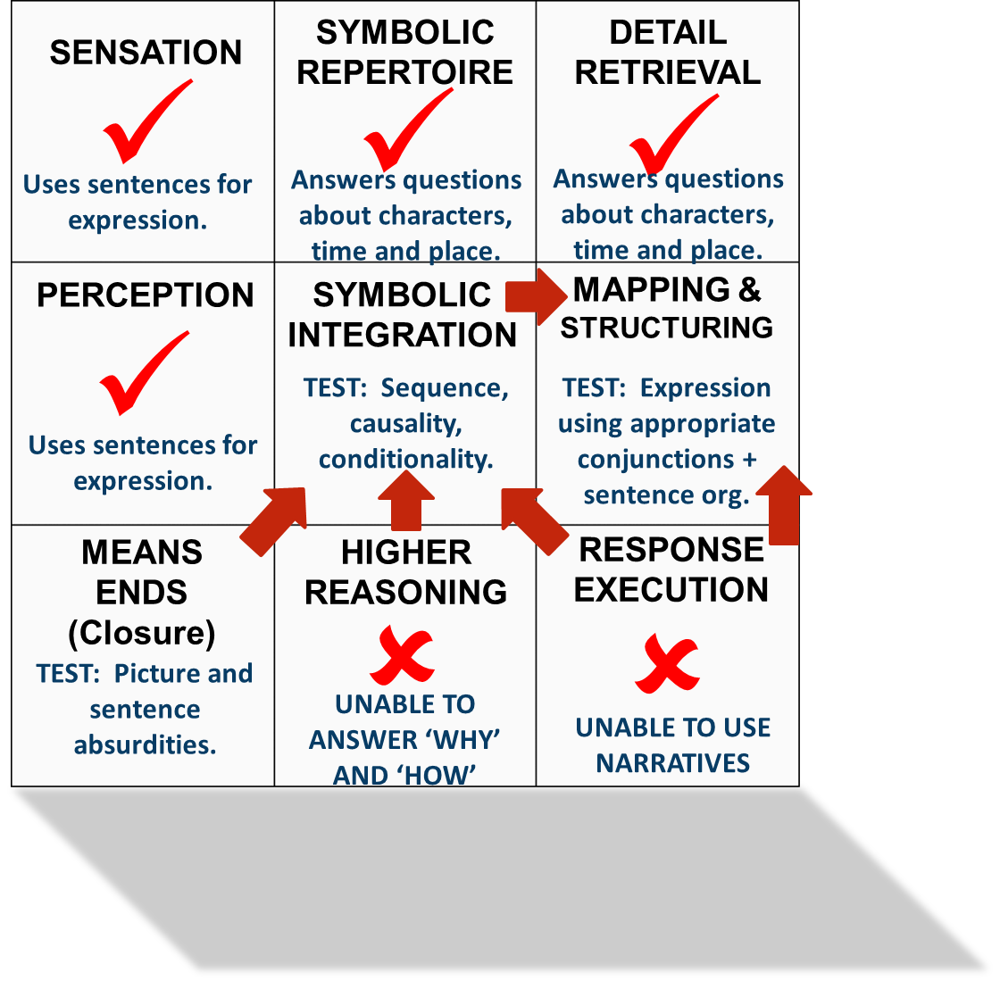 SENSATION
Uses sentences for
expression.
SYMBOLIC
REPERTOIRE
Answers questions
about characters,
time and place.
DETAIL
RETRIEVAL
Answers questions
about characters,
time and place.
PERCEPTION
Uses sentences for
expression.
SYMBOLIC
INTEGRATION
TEST:  Sequence,
causality,
conditionality.
MAPPING &
STRUCTURING
TEST:  Expression
using appropriate
conjunctions +
sentence org.
MEANS
ENDS
(Closure)
TEST:  Picture and
sentence
absurdities.
HIGHER
REASONING
UNABLE TO
ANSWER ‘WHY’
AND ‘HOW’
RESPONSE
EXECUTION
UNABLE TO USE
NARRATIVES